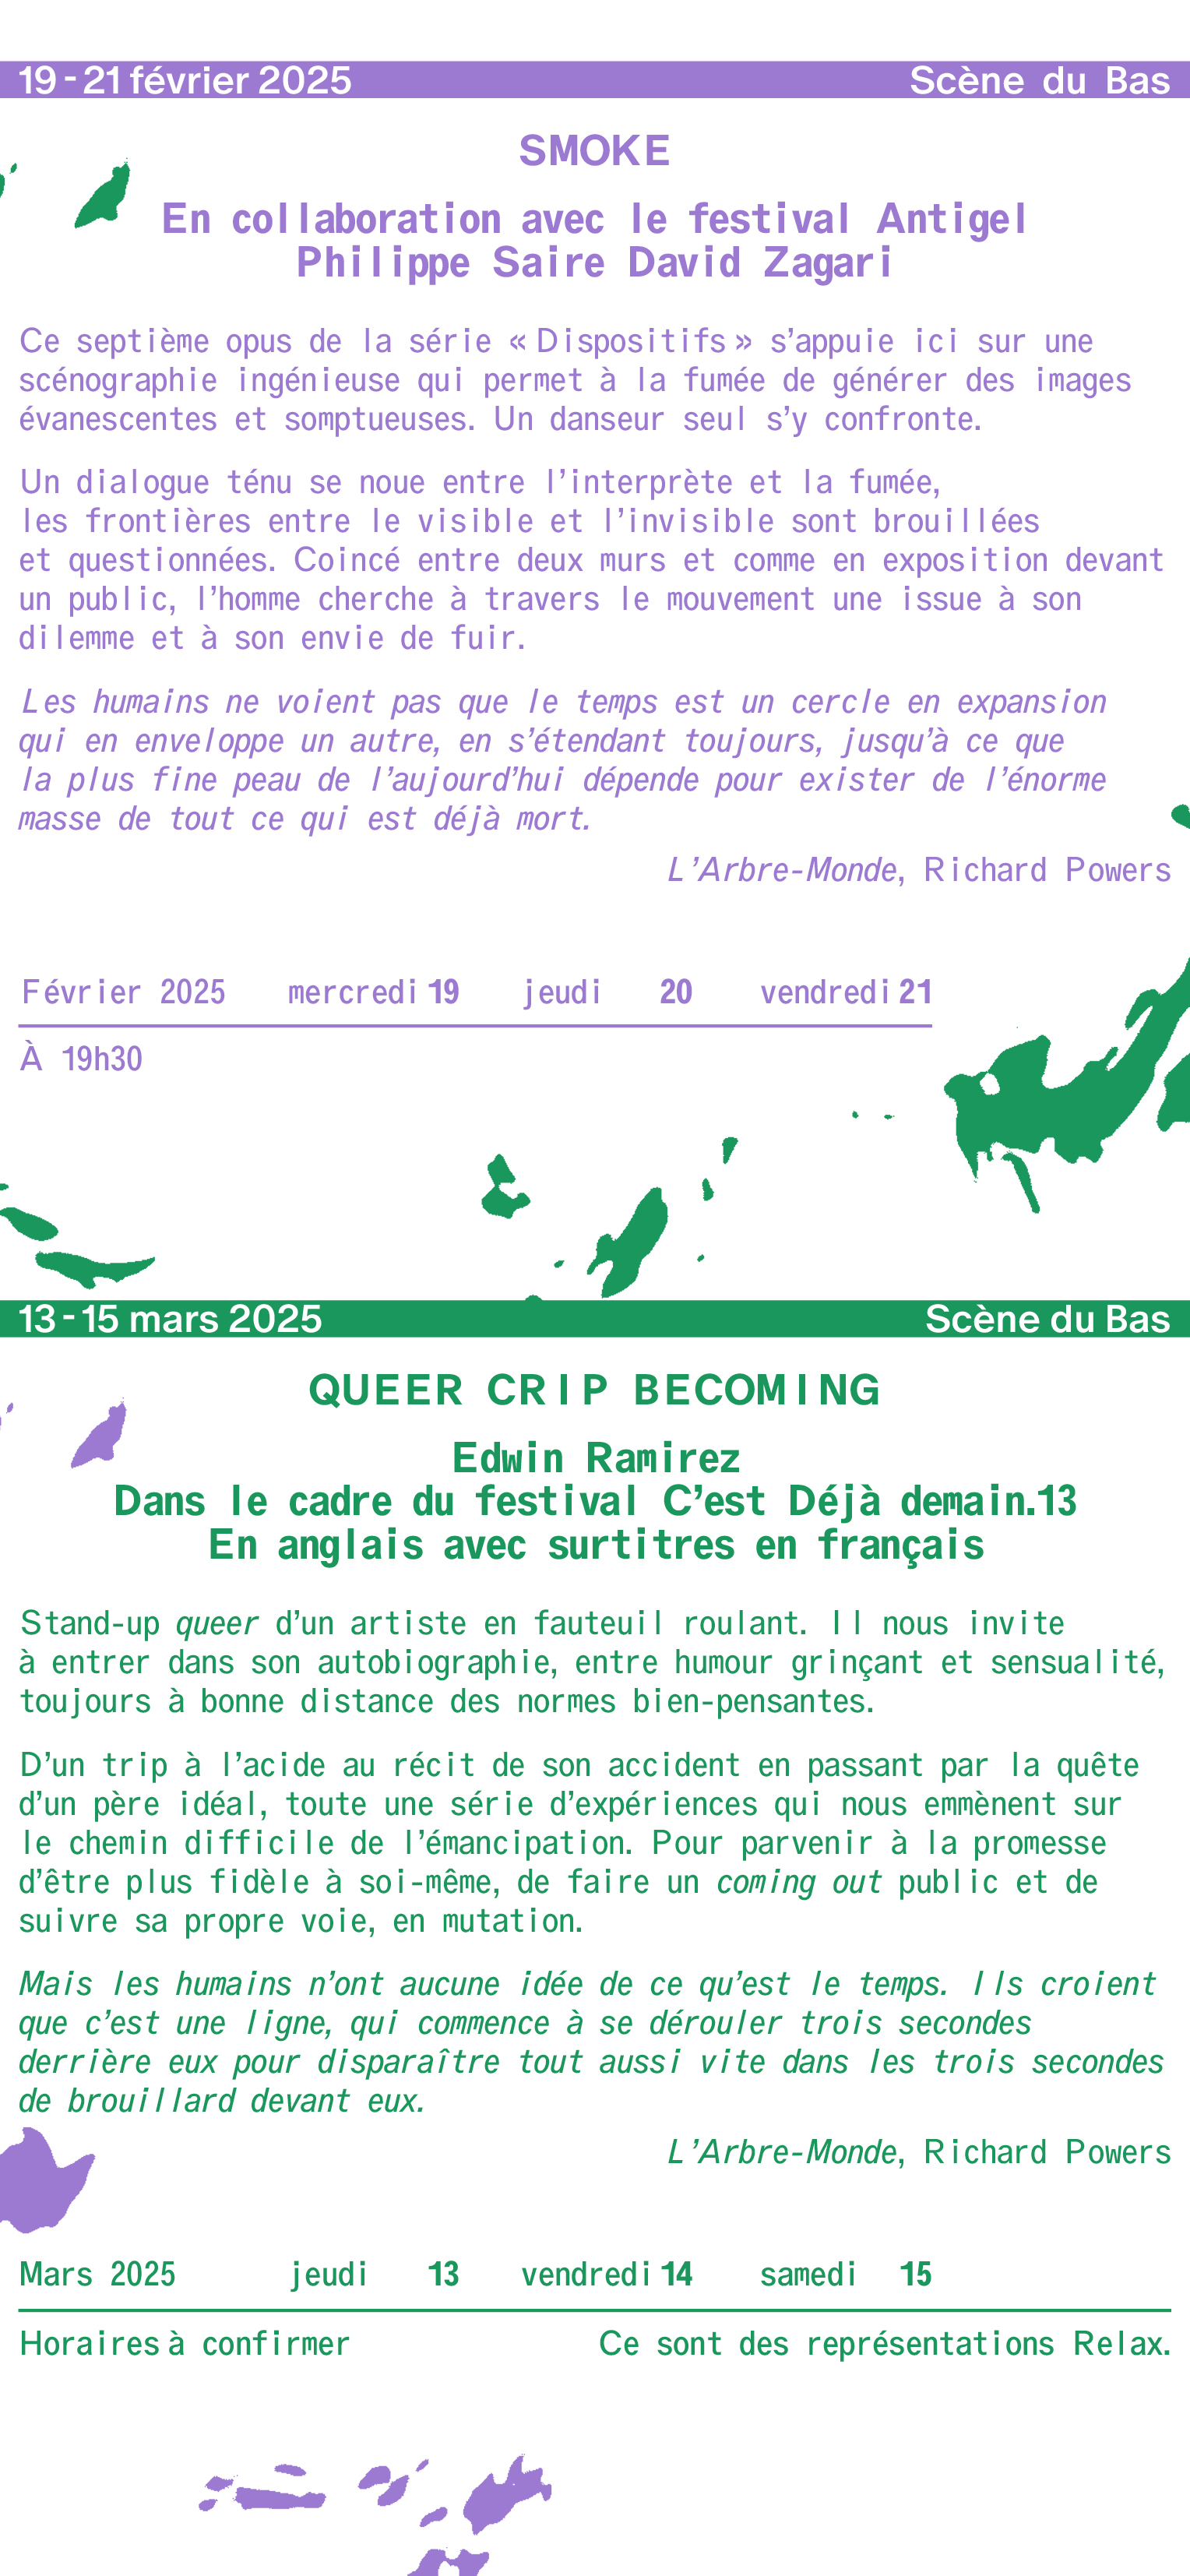 19-21 février 2025 Scène du Bas
SMOKE
En collaboration avec le festival Antigel
Philippe Saire David Zagari
Ce septième opus de la série « Dispositifs » s’appuie ici sur une
scénographie ingénieuse qui permet à la fumée de générer des images
évanescentes et somptueuses. Un danseur seul s’y confronte.
Un dialogue ténu se noue entre l’interprète et la fumée,
les frontières entre le visible et l’invisible sont brouillées
et questionnées. Coincé entre deux murs et comme en exposition devant
un public, l’homme cherche à travers le mouvement une issue à son
dilemme et à son envie de fuir.
Les humains ne voient pas que le temps est un cercle en expansion
qui en enveloppe un autre, en s’étendant toujours, jusqu’à ce que
la plus fine peau de l’aujourd’hui dépende pour exister de l’énorme
masse de tout ce qui est déjà mort.
L’Arbre-Monde, Richard Powers
Février 2025 mercredi 19 jeudi 20 vendredi 21
À 19h30
13-15 mars 2025 Scène du Bas
QUEER CRIP BECOMING
Edwin Ramirez
Dans le cadre du festival C’est Déjà demain.13
En anglais avec surtitres en français
Stand-up queer d’un artiste en fauteuil roulant. Il nous invite
à entrer dans son autobiographie, entre humour grinçant et sensualité,
toujours à bonne distance des normes bien-pensantes.
D’un trip à l’acide au récit de son accident en passant par la quête
d’un père idéal, toute une série d’expériences qui nous emmènent sur
le chemin difficile de l’émancipation. Pour parvenir à la promesse
d’être plus fidèle à soi-même, de faire un coming out public et de
suivre sa propre voie, en mutation.
Mais les humains n’ont aucune idée de ce qu’est le temps. Ils croient
que c’est une ligne, qui commence à se dérouler trois secondes
derrière eux pour disparaître tout aussi vite dans les trois secondes
de brouillard devant eux.
L’Arbre-Monde, Richard Powers
Mars 2025 jeudi 13 vendredi 14 samedi 15
Horaires à confirmer Ce sont des représentations Relax.